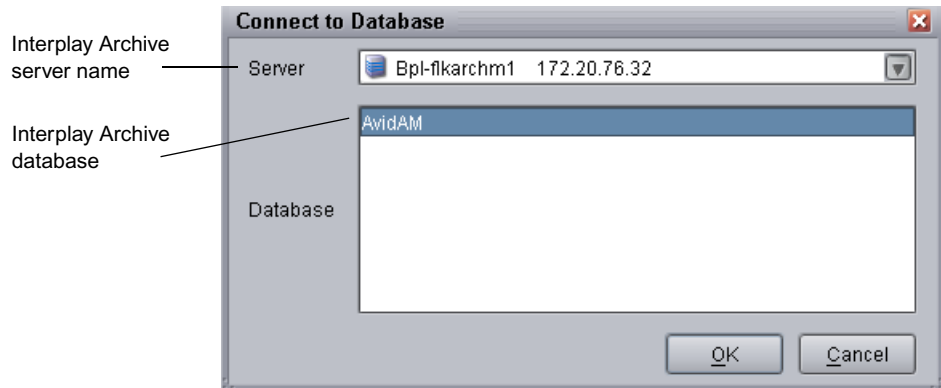 Connect to Database
Interplay Archive
server name
Server
Bpl-flkarchm1 172.20.76.32
Interplay Archive
database
AvidAM
Database
OK
Cancel